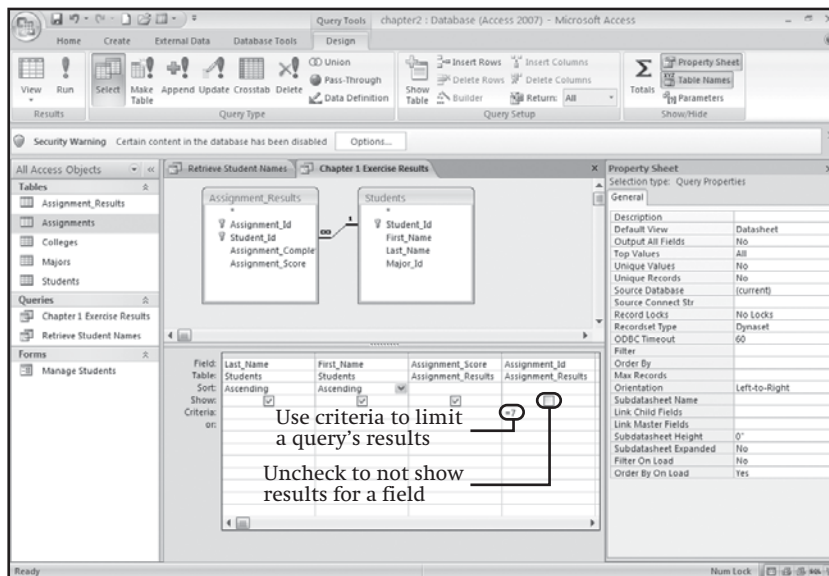 Query Tools
chapter2 : Database (Access 2007) - Microsoft Access
Home Create External Data Database Tools Design
View
Run
Results
Select
Make Table
Append
Update
Crosstab
Delete
Union
Pass-Through
Data Definition
Query Type
Show Table
Insert Rows
Delete Rows
Builder
Insert Columns
Delete Columns
Return: All
Query Setup
Totals
Property Sheet
Table Names
Parameters
Show/Hide
Security Warning Certain content in the database has been disabled Options...
All Access Objects
Tables
Assignment_Results
Assignments
Colleges
Majors
Students
Queries
Chapter 1 Exercise Results
Retrieve Student Names
Forms
Manage Students
Retrieve Student Names
Chapter 1 Exercise Results
Assignment_Results
*
Assignment_Id
Student_Id
Assignment_Comple
Assignment_Score
∞
1
Students
*
Student_Id
First_Name
Last_Name
Major_Id
Field: Last_Name First_Name Assignment_Score Assignment_Id
Table: Students Students Assignment_Results Assignment_Results
Sort: Ascending Ascending
Show:
Criteria: =7
or:
Use criteria to limit
a query's results
Uncheck to not show
results for a field
Property Sheet
Selection type: Query Properties
General
Description
Default View Datasheet
Output All Fields No
Top Values All
Unique Values No
Unique Records No
Source Database (current)
Source Connect Str
Record Locks No Locks
Recordset Type Dynaset
ODBC Timeout 60
Filter
Order By
Max Records
Orientation Left-to-Right
Subdatasheet Name
Link Child Fields
Link Master Fields
Subdatasheet Height 0"
Subdatasheet Expanded No
Filter On Load No
Order By On Load Yes
Ready
Num Lock
SQL